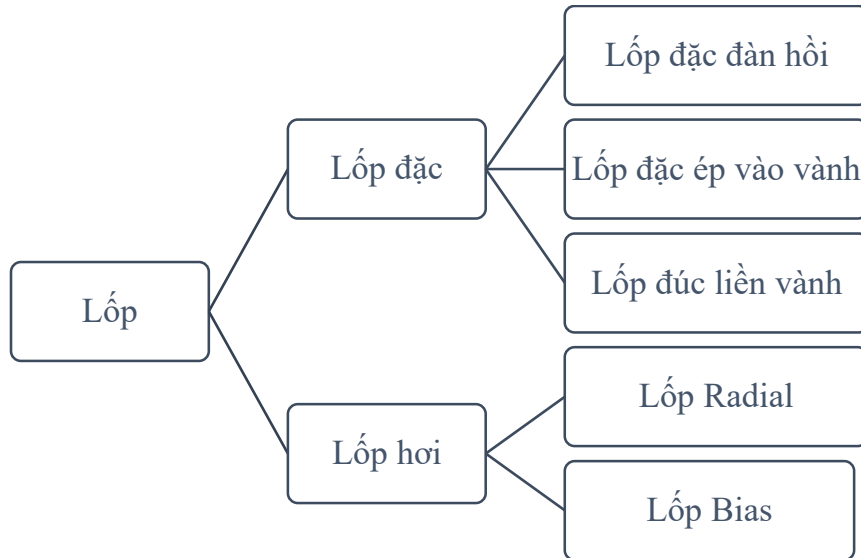 Lốp
Lốp đặc
Lốp đặc đàn hồi
Lốp đặc ép vào vành
Lốp đúc liền vành
Lốp hơi
Lốp Radial
Lốp Bias